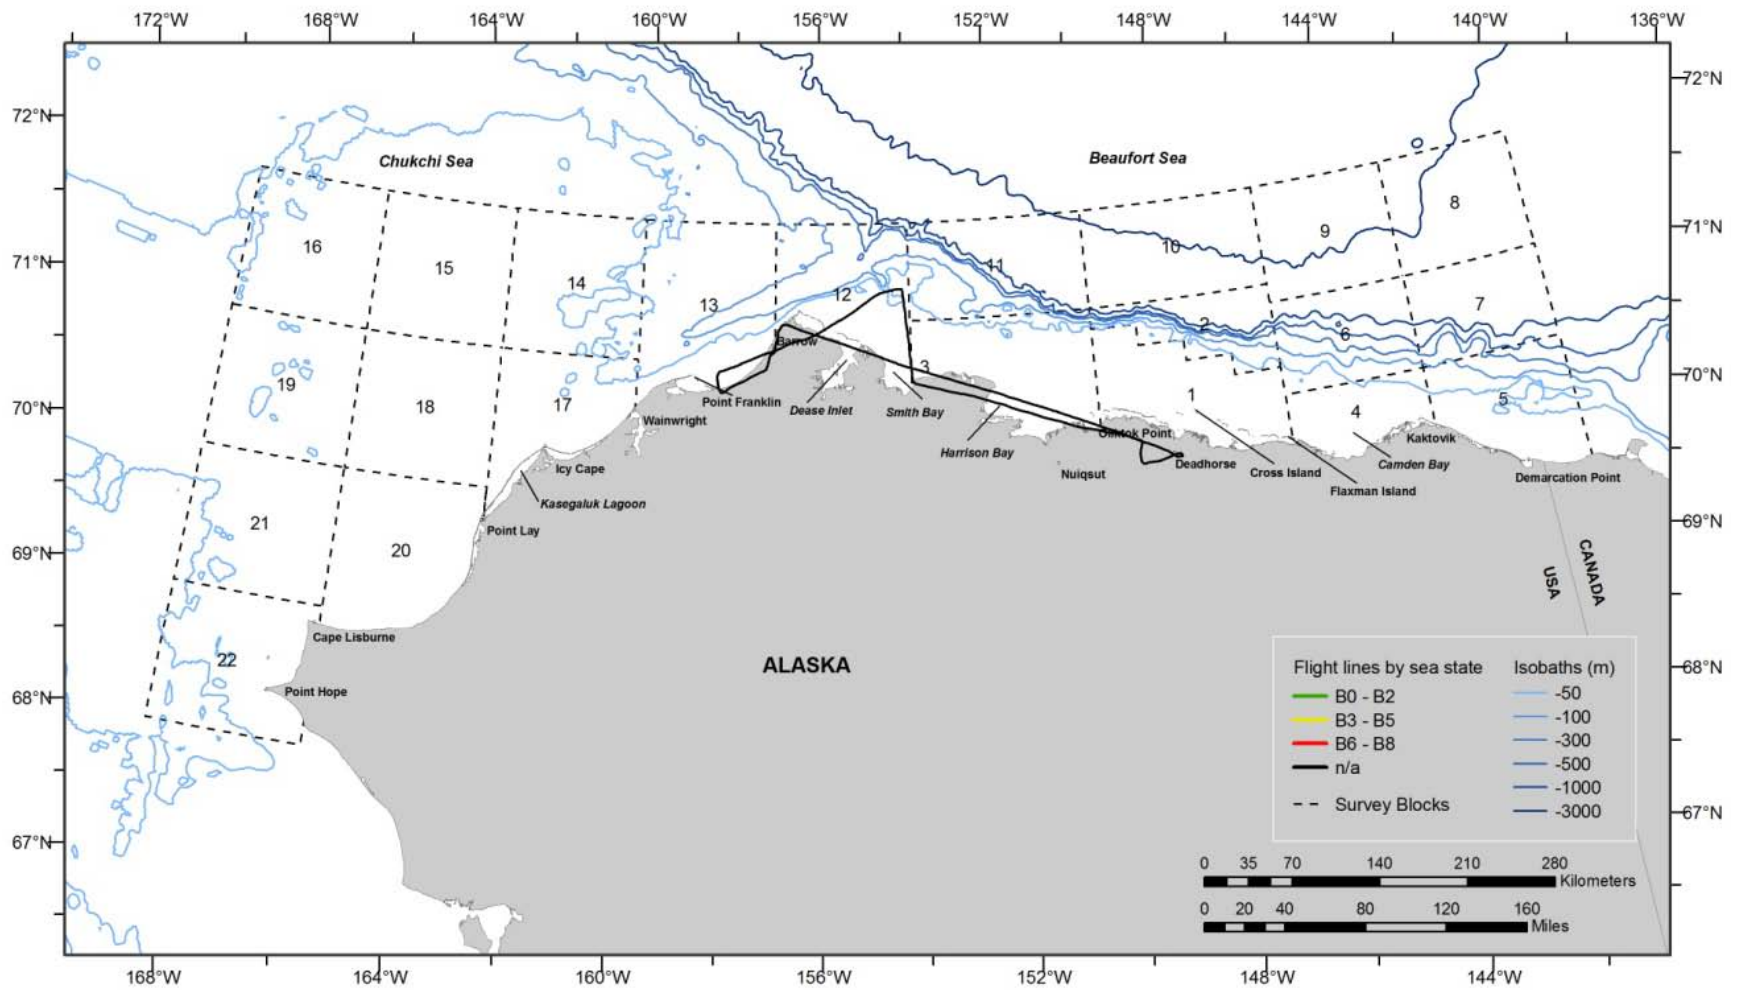 172°W 168°W 164°W 160°W 156°W 152°W 148°W 144°W 140°W 136°W
72°N
72°N
Chukchi Sea
Beaufort Sea
8
71°N
9
16
10
71°N
15
11
14
12
13
7
2
6
Barrow
3
70°N
19
1
5
70°N
18
17
Point Franklin
Dease Inlet
Smith Bay
4
Wainwright
Oliktok Point
Kaktovik
Harrison Bay
Icy Cape
Nuiqsut
Deadhorse
Cross Island
Camden Bay
Demarcation Point
Flaxman Island
Kasegaluk Lagoon
21
69°N
Point Lay
20
69°N
CANADA
USA
Cape Lisburne
22
ALASKA
68°N
Point Hope
68°N
67°N
67°N
Flight lines by sea state
B0 - B2
B3 - B5
B6 - B8
n/a
Survey Blocks
Isobaths (m)
-50
-100
-300
-500
-1000
-3000
0 35 70 140 210 280
Kilometers
0 20 40 80 120 160
Miles
168°W 164°W 160°W 156°W 152°W 148°W 144°W